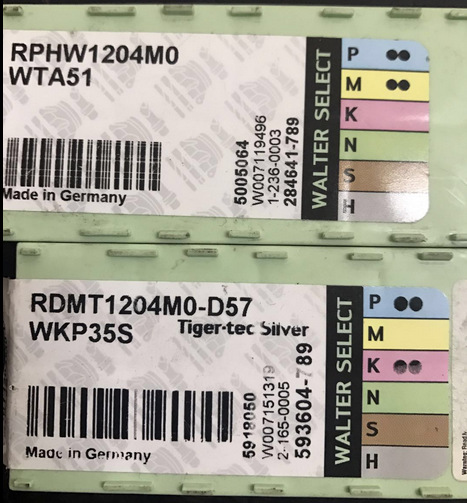 RPHW1204M0
WTA51
Made in Germany
5005064
W007119496
1-236-0003
284641-789
WALTER SELECT
P
M
K
N
S
H
RDMT1204M0-D57
WKP35S
Tiger·tec Silver
Made in Germany
5918050
W007151319
2-165-0005
593604-789
WALTER SELECT
P
M
K
N
S
H